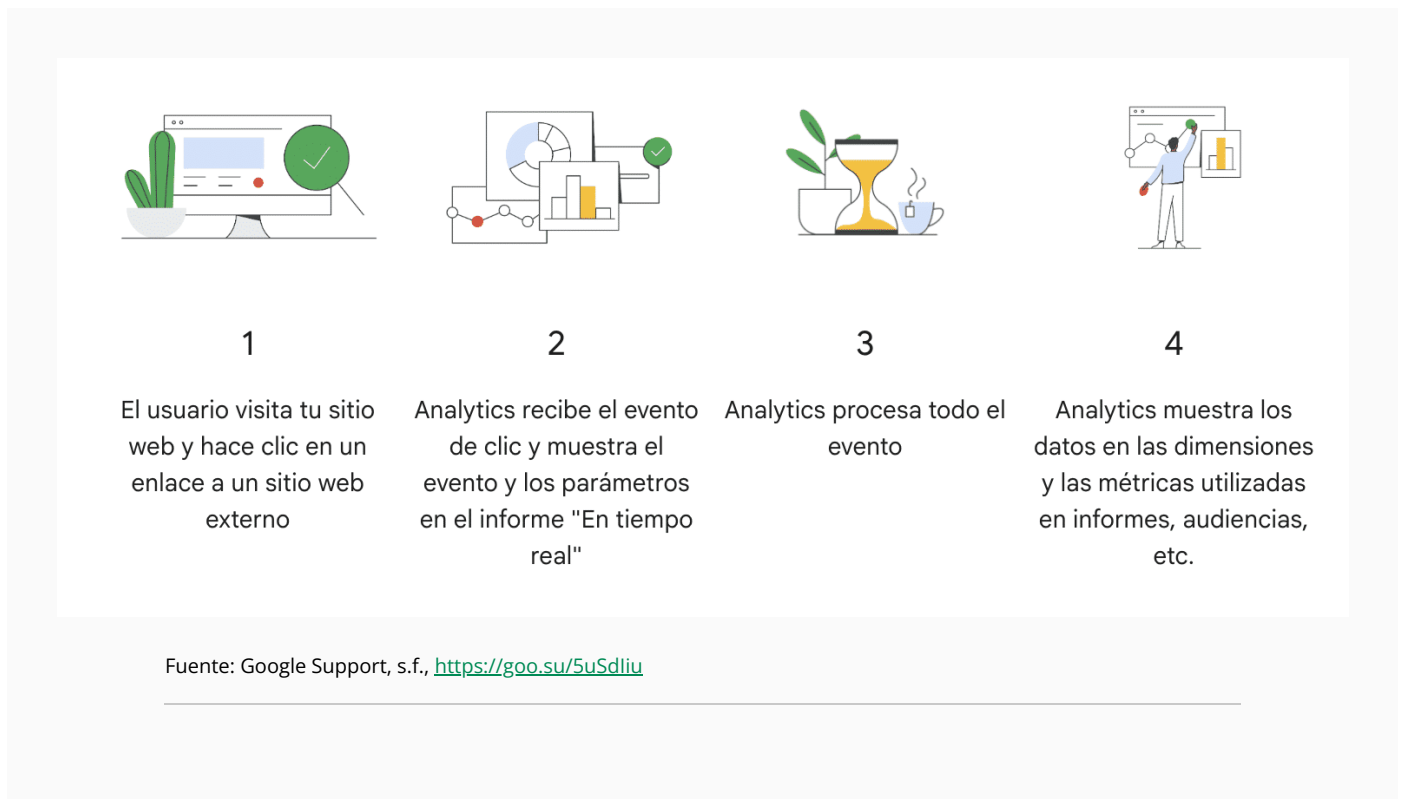 1
El usuario visita tu sitio
web y hace clic en un
enlace a un sitio web
externo
2
Analytics recibe el evento
de clic y muestra el
evento y los parámetros
en el informe "En tiempo
real"
3
Analytics procesa todo el
evento
4
Analytics muestra los
datos en las dimensiones
y las métricas utilizadas
en informes, audiencias,
etc.
Fuente: Google Support, s.f., https://goo.su/5uSdIiu